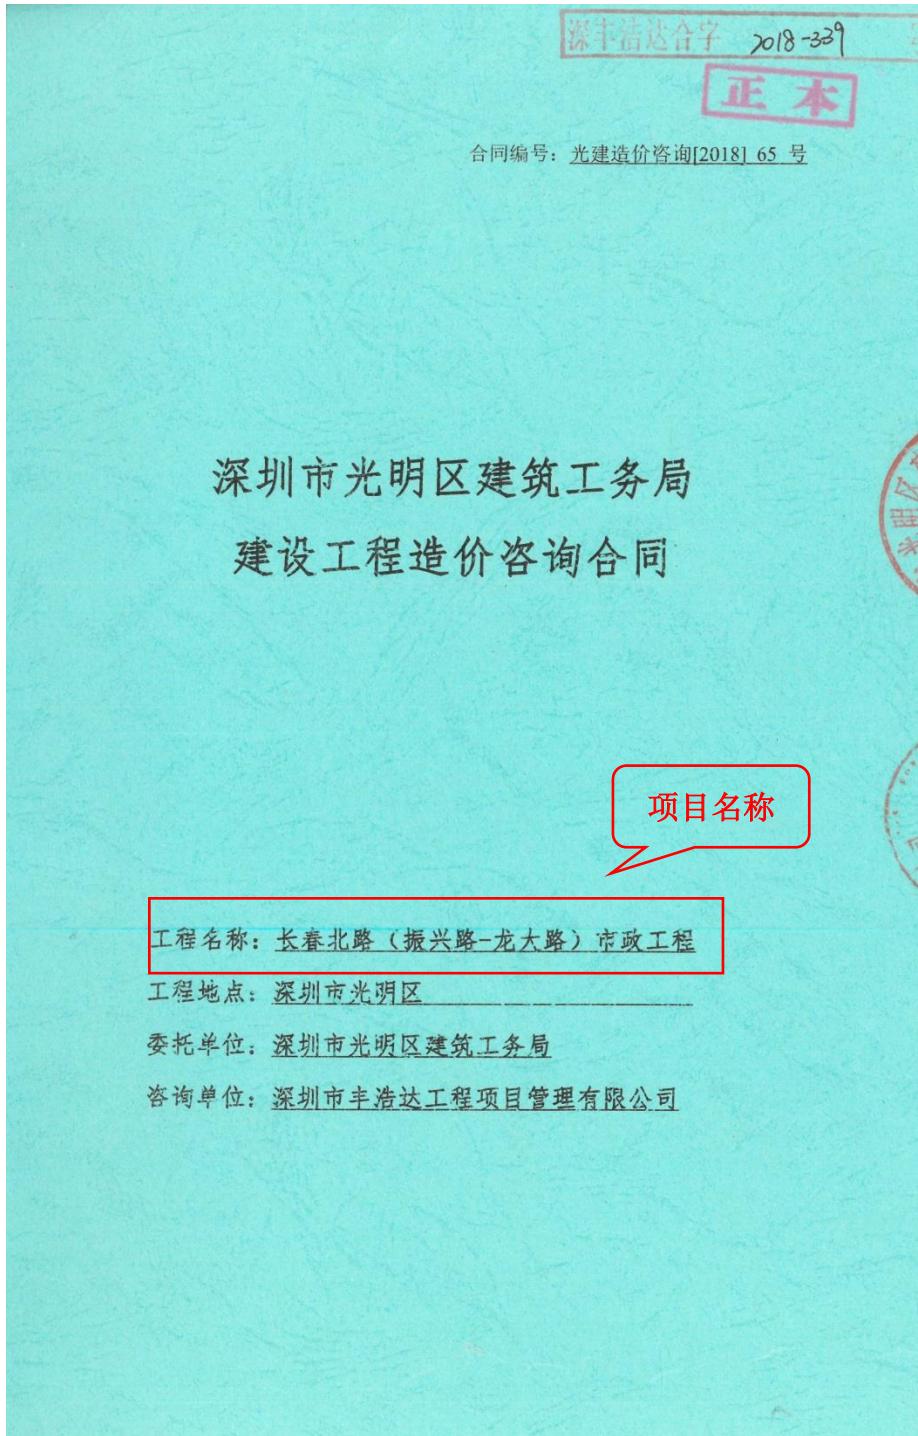 深丰浩达合字 2018-339
正本
合同编号：光建造价咨询[2018] 65 号
深圳市光明区建筑工务局
建设工程造价咨询合同
项目名称
工程名称：长春北路（振兴路-龙大路）市政工程
工程地点：深圳市光明区
委托单位：深圳市光明区建筑工务局
咨询单位：深圳市丰浩达工程项目管理有限公司